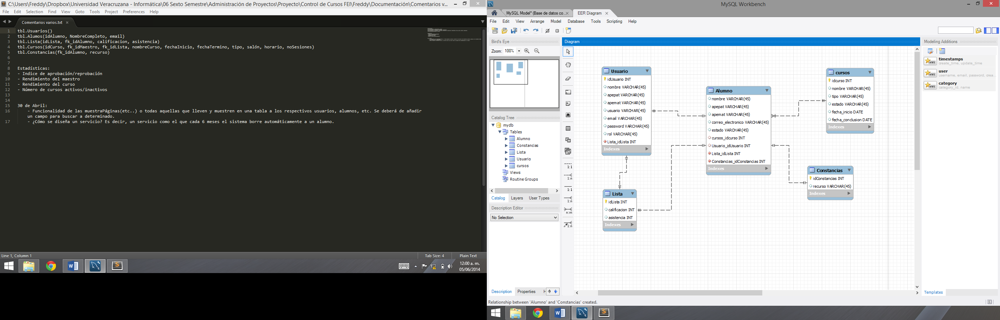 C:\Users\Freddy\Dropbox\Universidad Veracruzana - Informática\06 Sexto Semestre\Administración de Proyectos\Proyecto\Control de Cursos FEI\Freddy\Documentación\Comentarios v...
File Edit Selection Find View Goto Tools Project Preferences Help
Comentarios varios.txt
1 tbl.Usuarios()
2 tbl.Alumos(idAlumno, NombreCompleto, email)
3 tbl.Lista(idLista, fk_idAlumno, calificacion, asistencia)
4 tbl.Cursos(idCurso, fk_idMaestro, fk_idLista, nombreCurso, fechaInicio, fechaTermino, tipo, salón, horario, noSesiones)
5 tbl.Constancias(fk_idAlumno, recurso)
6
7
8 Estadísticas:
9 - Indice de aprobación/reprobación
10 - Rendimiento del maestro
11 - Rendimiento del curso
12 - Número de cursos activos/inactivos
13
14
15 30 de Abril:
16 - Funcionalidad de las muestraPáginas(etc..) o todas aquellas que lleven y muestren en una tabla a los respectivos usuarios, alumnos, etc. Se deberá de añadir
un campo para buscar a determinado.
17 - ¿Cómo se diseña un servicio? Es decir, un servicio como el que cada 6 meses el sistema borre automáticamente a un alumno.
Line 1, Column 1
Tab Size: 4
Plain Text
12:00 a. m.
05/06/2014
MySQL Workbench
MySQL Model* (Base de datos co...
EER Diagram
File Edit View Arrange Model Database Tools Scripting Help
Bird's Eye
Zoom: 100%
Catalog Tree
mydb
Tables
Alumno
Constancias
Lista
Usuario
cursos
Views
Routine Groups
Catalog Layers User Types
Description Editor
No Selection
Description Properties H
Diagram
1:1
1:n
1:1
1:n
n:m
1:n
Usuario
idUsuario INT
nombre VARCHAR(45)
apepat VARCHAR(45)
apemat VARCHAR(45)
usuario VARCHAR(45)
email VARCHAR(45)
password VARCHAR(45)
rol VARCHAR(45)
Lista_idLista INT
Indexes
Lista
idLista INT
calificacion INT
asistencia INT
Indexes
Alumno
nombre VARCHAR(45)
apepat VARCHAR(45)
apemat VARCHAR(45)
correo_electronico VARCHAR(45)
estado VARCHAR(45)
cursos_idcurso INT
Usuario_idUsuario INT
Lista_idLista INT
Constancias_idConstancias INT
Indexes
cursos
idcurso INT
nombre VARCHAR(45)
tipo VARCHAR(45)
estado VARCHAR(45)
fecha_inicio DATE
fecha_conclusion DATE
Indexes
Constancias
idConstancias INT
recurso VARCHAR(45)
Indexes
Modeling Additions
timestamps
create_time, update_time
user
username, email, password, crea...
category
category_id, name
Templates
Relationship between 'Alumno' and 'Constancias' created.